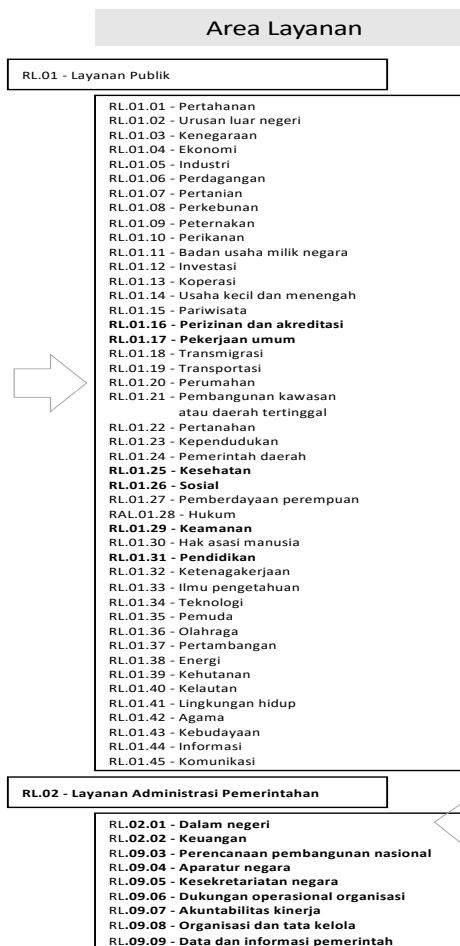 Area Layanan
RL.01 - Layanan Publik
RL.01.01 - Pertahanan
RL.01.02 - Urusan luar negeri
RL.01.03 - Kenegaraan
RL.01.04 - Ekonomi
RL.01.05 - Industri
RL.01.06 - Perdagangan
RL.01.07 - Pertanian
RL.01.08 - Perkebunan
RL.01.09 - Peternakan
RL.01.10 - Perikanan
RL.01.11 - Badan usaha milik negara
RL.01.12 - Investasi
RL.01.13 - Koperasi
RL.01.14 - Usaha kecil dan menengah
RL.01.15 - Pariwisata
RL.01.16 - Perizinan dan akreditasi
RL.01.17 - Pekerjaan umum
RL.01.18 - Transmigrasi
RL.01.19 - Transportasi
RL.01.20 - Perumahan
RL.01.21 - Pembangunan kawasan
atau daerah tertinggal
RL.01.22 - Pertanahan
RL.01.23 - Kependudukan
RL.01.24 - Pemerintah daerah
RL.01.25 - Kesehatan
RL.01.26 - Sosial
RL.01.27 - Pemberdayaan perempuan
RAL.01.28 - Hukum
RL.01.29 - Keamanan
RL.01.30 - Hak asasi manusia
RL.01.31 - Pendidikan
RL.01.32 - Ketenagakerjaan
RL.01.33 - Ilmu pengetahuan
RL.01.34 - Teknologi
RL.01.35 - Pemuda
RL.01.36 - Olahraga
RL.01.37 - Pertambangan
RL.01.38 - Energi
RL.01.39 - Kehutanan
RL.01.40 - Kelautan
RL.01.41 - Lingkungan hidup
RL.01.42 - Agama
RL.01.43 - Kebudayaan
RL.01.44 - Informasi
RL.01.45 - Komunikasi
RL.02 - Layanan Administrasi Pemerintahan
RL.02.01 - Dalam negeri
RL.02.02 - Keuangan
RL.09.03 - Perencanaan pembangunan nasional
RL.09.04 - Aparatur negara
RL.09.05 - Kesekretariatan negara
RL.09.06 - Dukungan operasional organisasi
RL.09.07 - Akuntabilitas kinerja
RL.09.08 - Organisasi dan tata kelola
RL.09.09 - Data dan informasi pemerintah